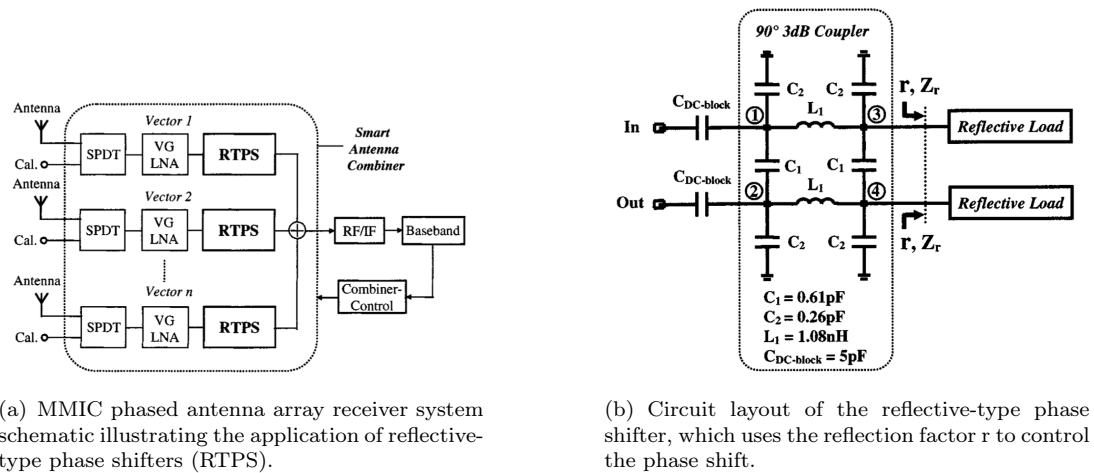 Antenna
Cal.
SPDT
Vector 1
VG
LNA
RTPS
Smart
Antenna
Combiner
Antenna
Cal.
SPDT
Vector 2
VG
LNA
RTPS
RF/IF
Baseband
Combiner-
Control
Antenna
Cal.
SPDT
Vector n
VG
LNA
RTPS
(a) MMIC phased antenna array receiver system
schematic illustrating the application of reflective-
type phase shifters (RTPS).
90° 3dB Coupler
C₂
C₂
r, Zᵣ
C_DC-block
L₁
In
①
③
Reflective Load
C₁
C₁
C_DC-block
L₁
Out
②
④
Reflective Load
C₂
C₂
r, Zᵣ
C₁ = 0.61pF
C₂ = 0.26pF
L₁ = 1.08nH
C_DC-block = 5pF
(b) Circuit layout of the reflective-type phase
shifter, which uses the reflection factor r to control
the phase shift.